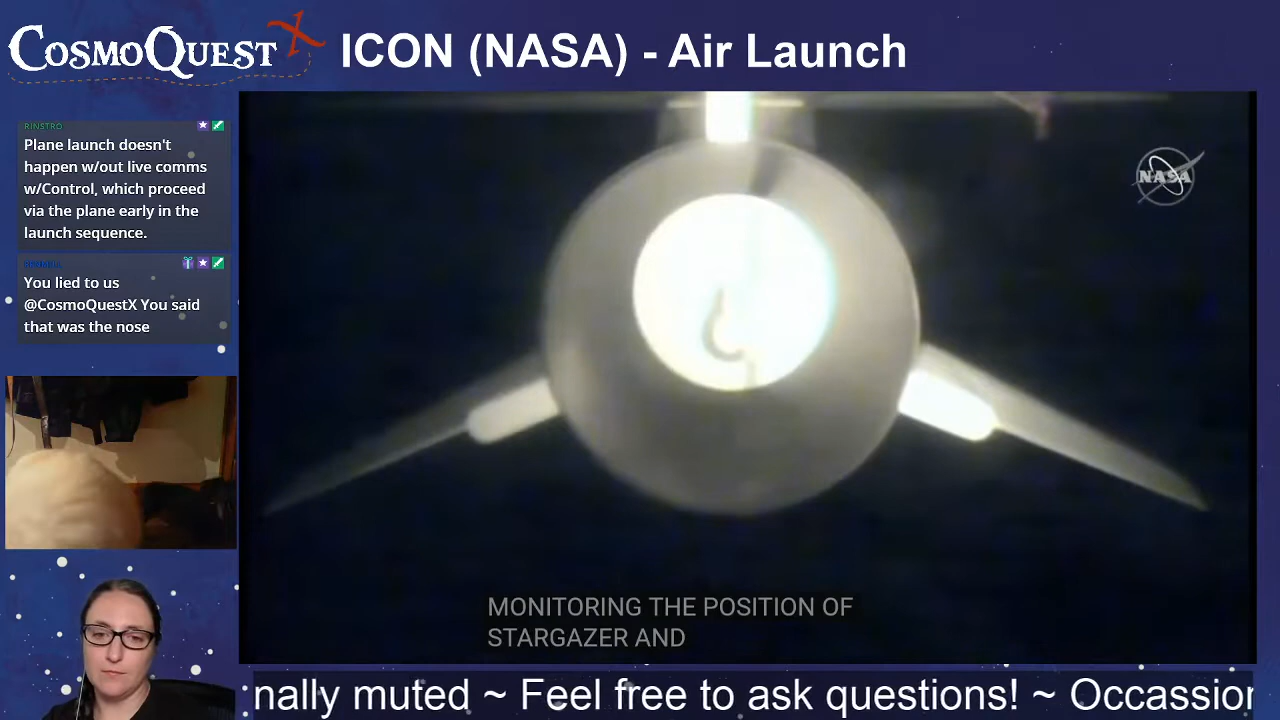 COSMOQUEST X
ICON (NASA) - Air Launch
RINSTRO
Plane launch doesn't
happen w/out live comms
w/Control, which proceed
via the plane early in the
launch sequence.
You lied to us
@CosmoQuestX You said
that was the nose
NASA
MONITORING THE POSITION OF
STARGAZER AND
nally muted ~ Feel free to ask questions! ~ Occassion